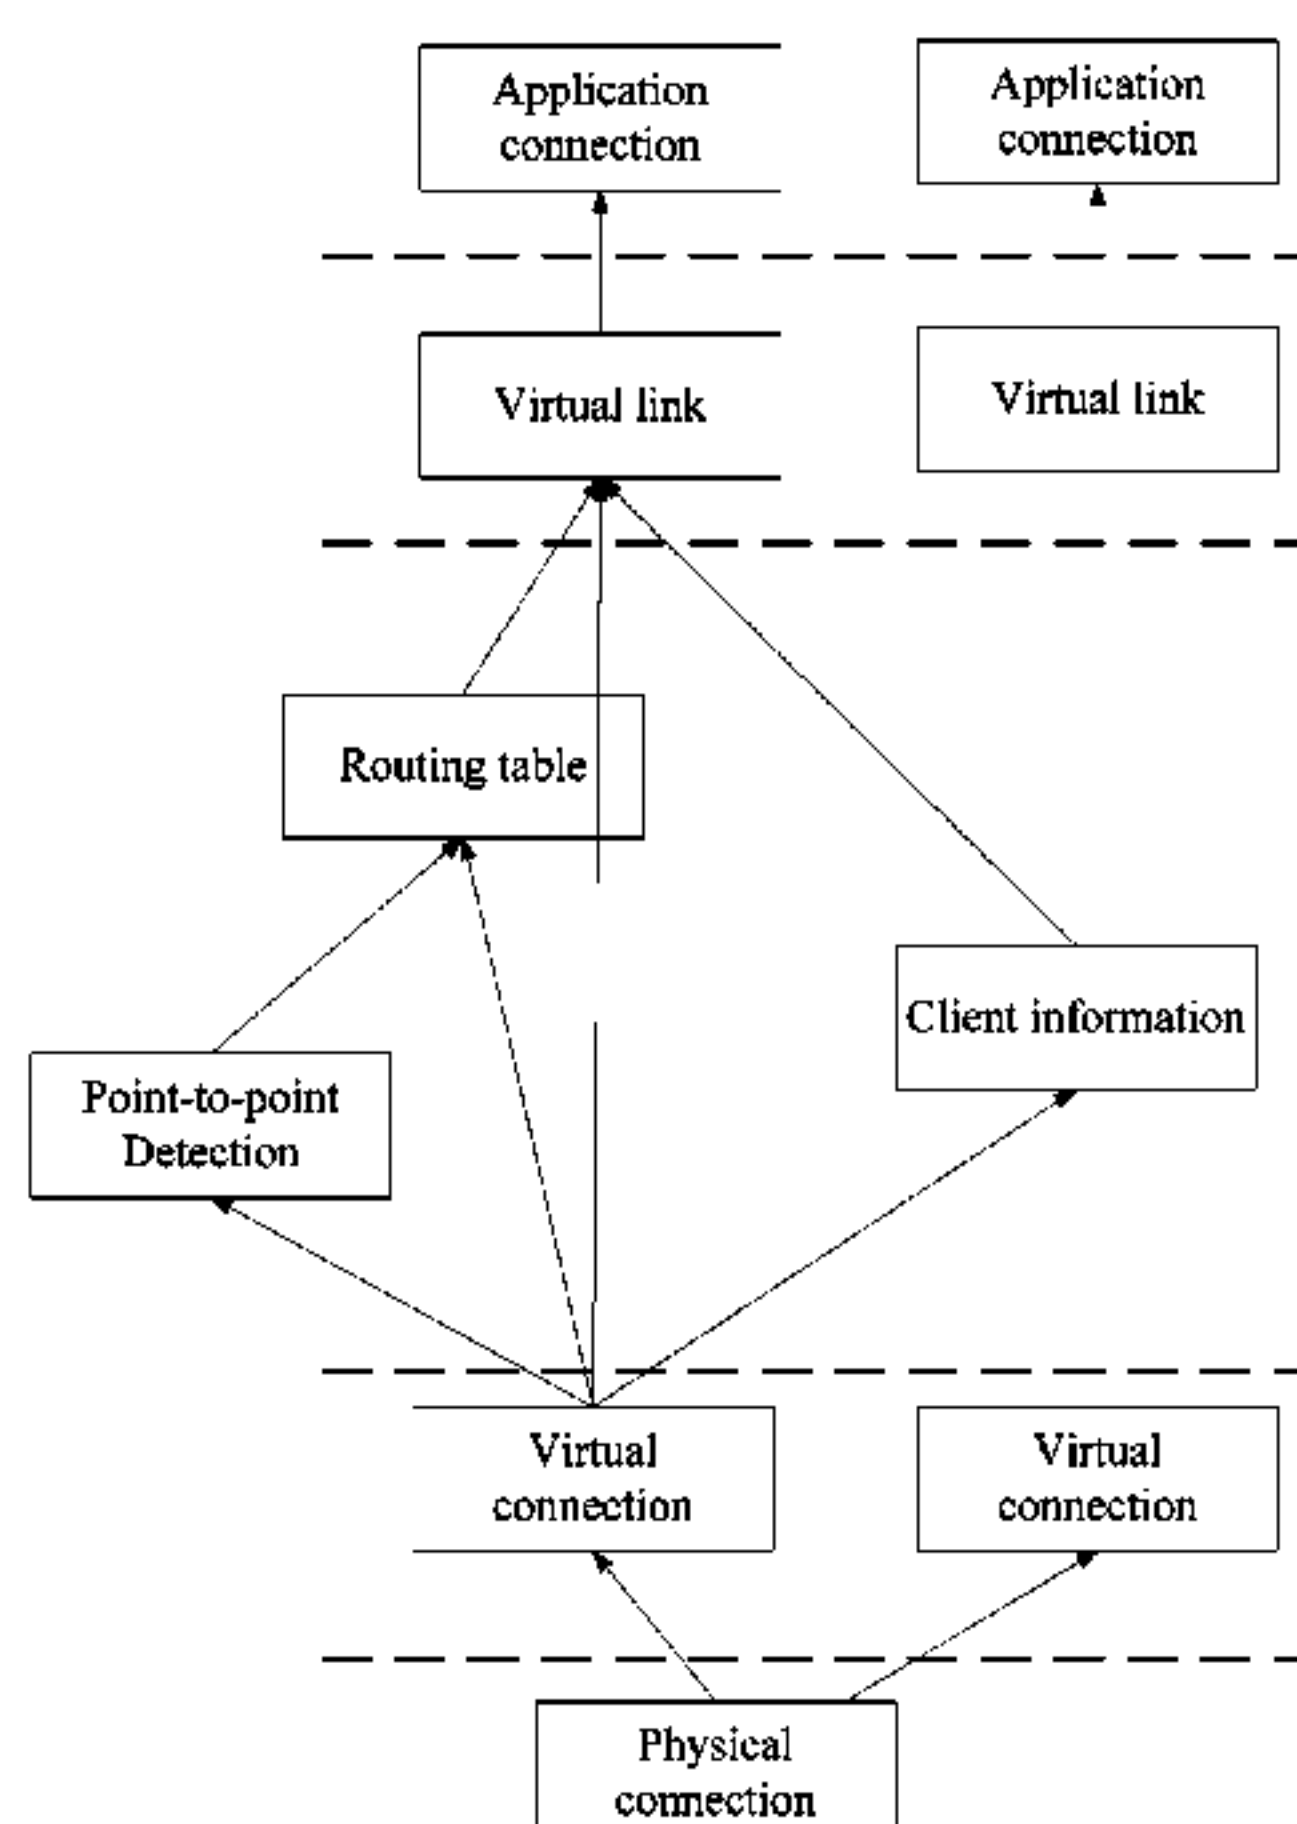 Application
connection
Application
connection
Virtual link
Virtual link
Routing table
Client information
Point-to-point
Detection
Virtual
connection
Virtual
connection
Physical
connection